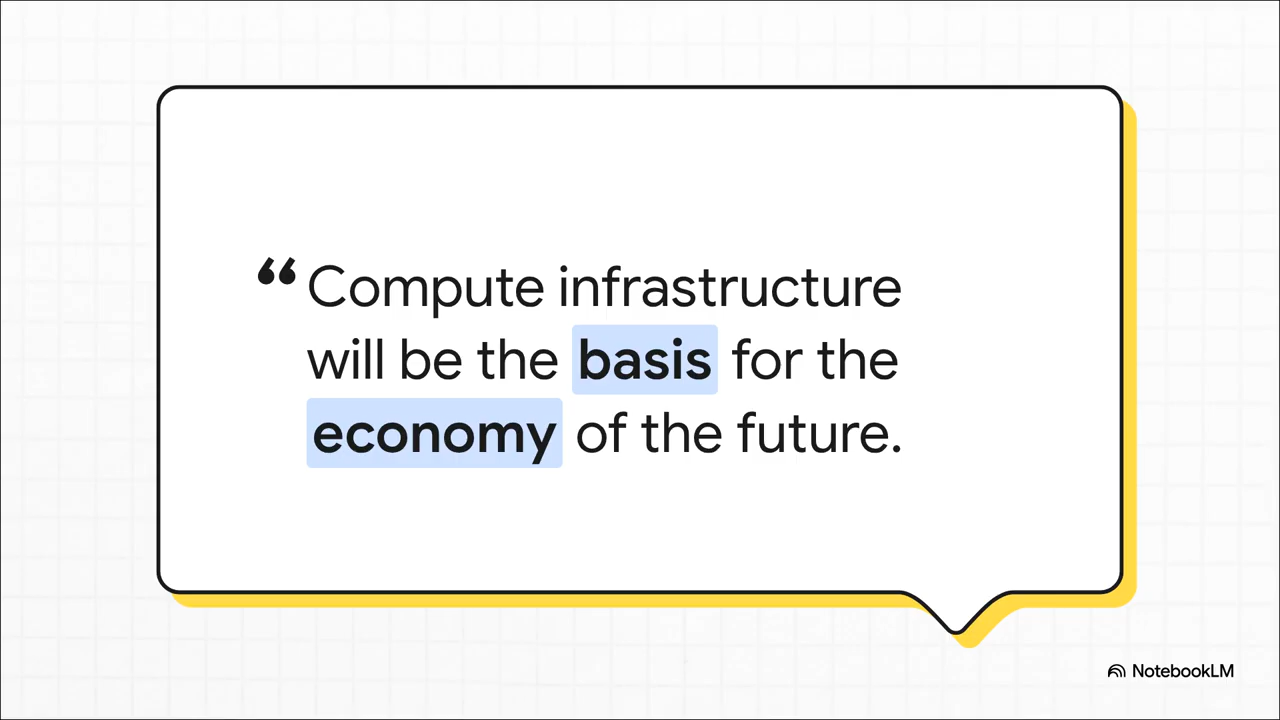 “Compute infrastructure
will be the basis for the
economy of the future.
NotebookLM